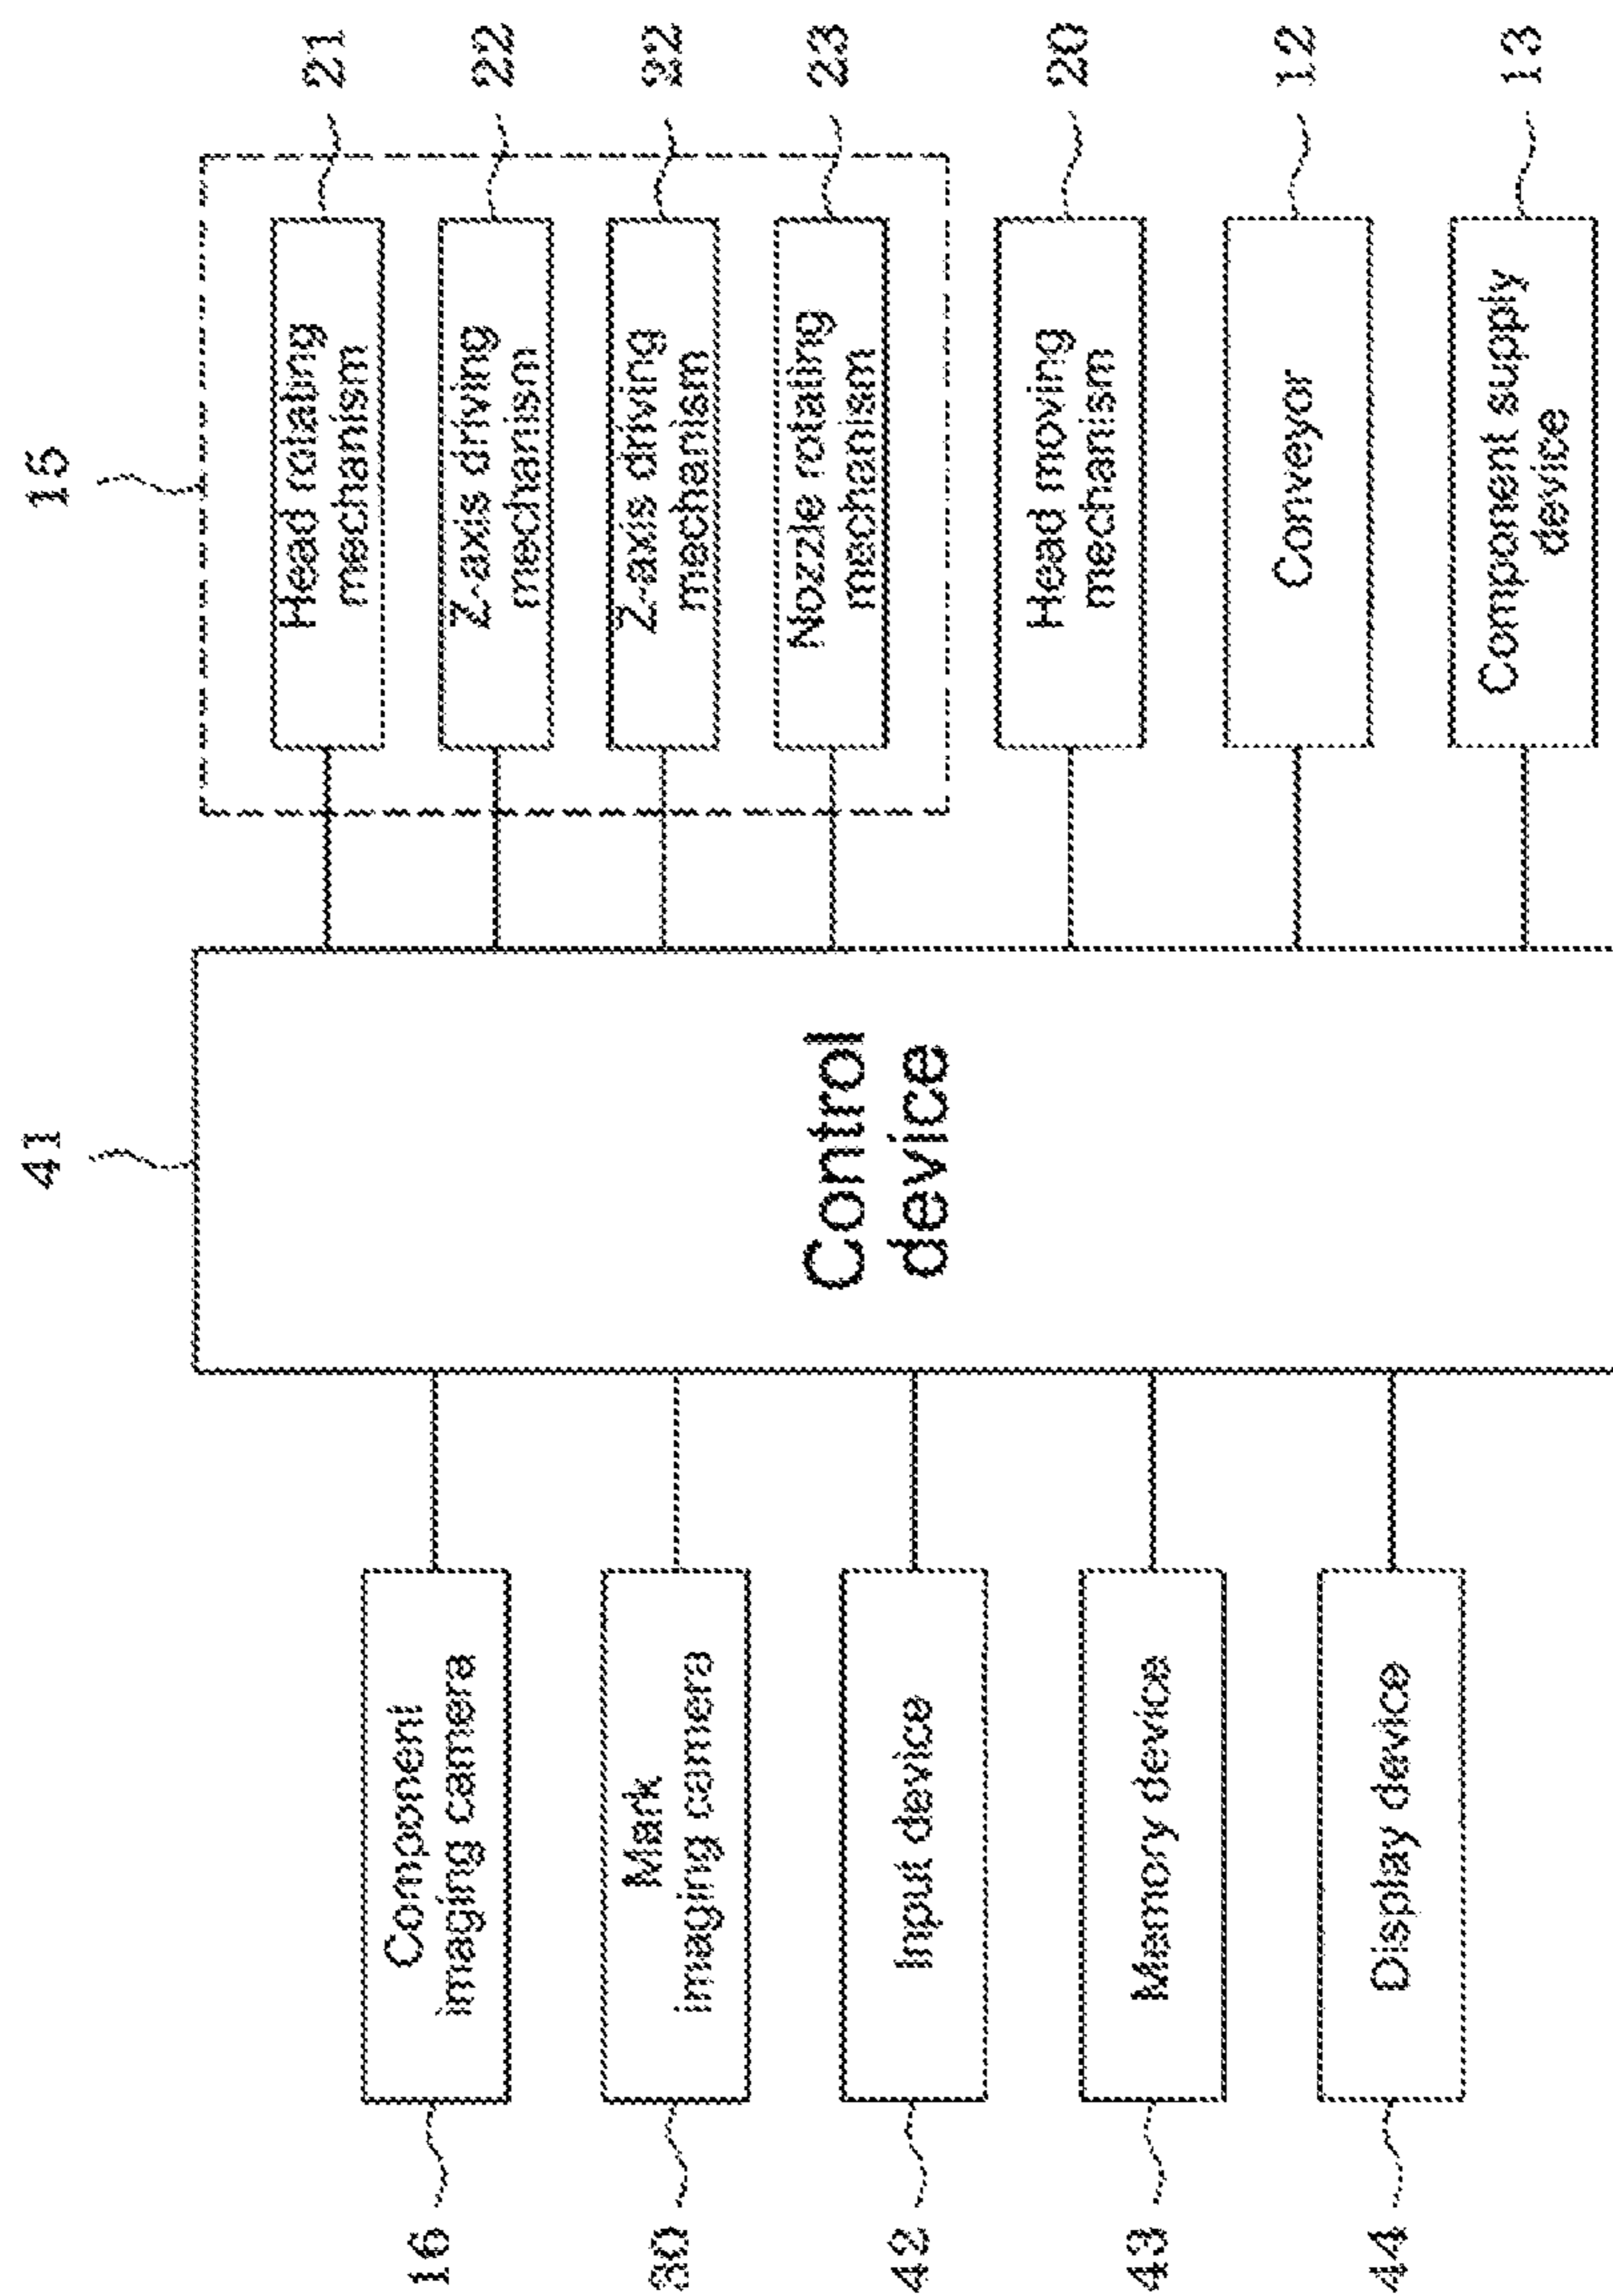 41
15
Component
imaging camera
16
Mark
imaging camera
30
Input device
42
Memory device
43
Display device
44
Control
device
Head rotating
mechanism
21
Z-axis driving
mechanism
22
Z-axis driving
mechanism
22
Nozzle rotating
mechanism
23
Head moving
mechanism
20
Conveyor
12
Component supply
device
13